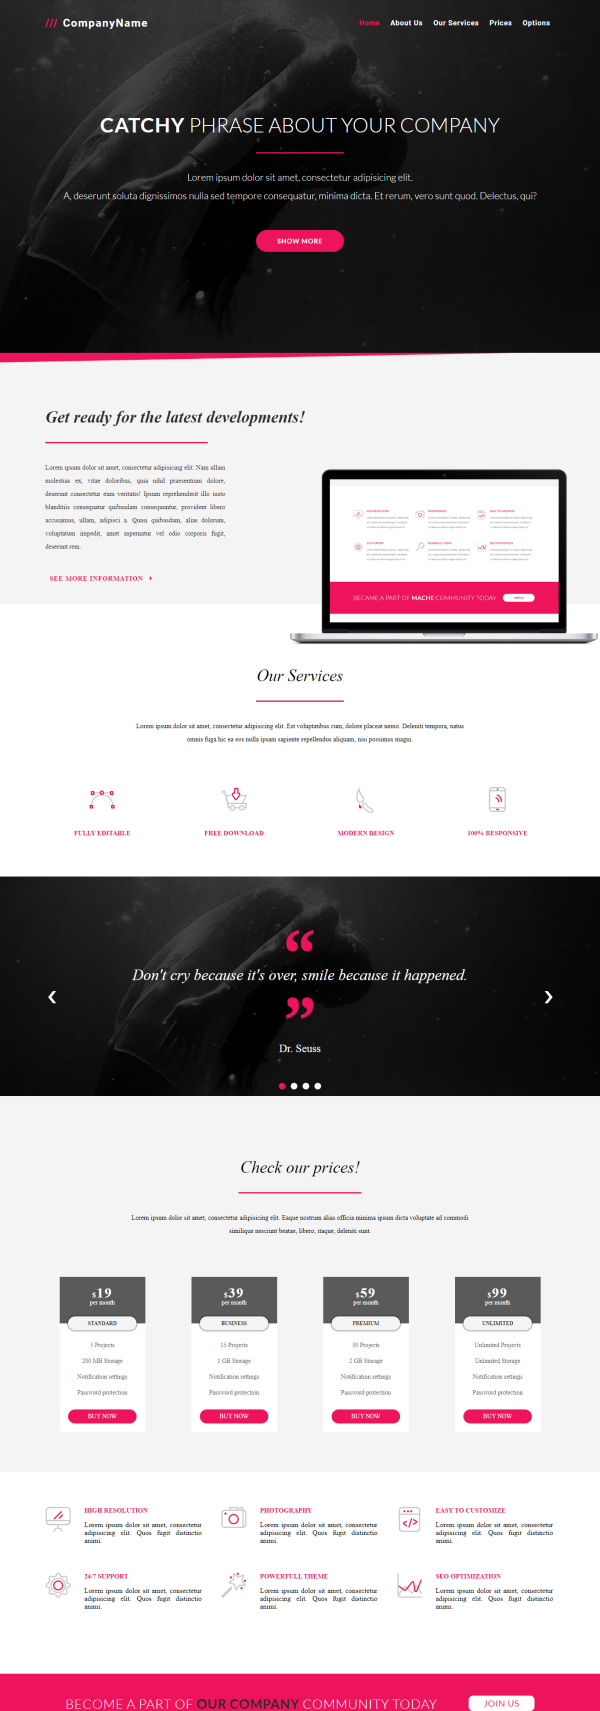 /// CompanyName
Home About Us Our Services Prices Options
CATCHY PHRASE ABOUT YOUR COMPANY
Lorem ipsum dolor sit amet, consectetur adipisicing elit.
A, deserunt soluta dignissimos nulla sed tempore consequatur, minima dicta. Et rerum, vero sunt quod. Delectus, qui?
SHOW MORE
Get ready for the latest developments!
Lorem ipsum dolor sit amet, consectetur adipisicing elit. Nam ullam
molestias ex, vitae doloribus, quia nihil praesentium dolore,
deserunt consectetur eum veritatis! Ipsum reprehenderit illo iusto
blanditiis consequatur quibusdam consequuntur, provident libero
accusamus, ullam, adipisci a. Quasi quibusdam, alias dolorum,
voluptatum impedit, amet aspernatur vel odio corporis fugit,
deserunt rem.
SEE MORE INFORMATION
BECAME A PART OF MACHE COMMUNITY TODAY
Our Services
Lorem ipsum dolor sit amet, consectetur adipisicing elit. Est voluptatibus cum, dolore placeat nemo. Deleniti tempora, natus
omnis fuga hic ea eos nulla ipsam sapiente repellendus aliquam, nisi possimus magni.
FULLY EDITABLE
FREE DOWNLOAD
MODERN DESIGN
100% RESPONSIVE
“
Don't cry because it's over, smile because it happened.
”
Dr. Seuss
Check our prices!
Lorem ipsum dolor sit amet, consectetur adipisicing elit. Eaque nostrum alias officia minima ipsum dicta voluptate ad commodi
similique nesciunt beatae, libero, itaque, deleniti sunt.
$19
per month
STANDARD
5 Projects
200 MB Storage
Notification settings
Password protection
BUY NOW
$39
per month
BUSINESS
15 Projects
1 GB Storage
Notification settings
Password protection
BUY NOW
$59
per month
PREMIUM
30 Projects
2 GB Storage
Notification settings
Password protection
BUY NOW
$99
per month
UNLIMITED
Unlimited Projects
Unlimited Storage
Notification settings
Password protection
BUY NOW
HIGH RESOLUTION
Lorem ipsum dolor sit amet, consectetur
adipisicing elit. Quos fugit distinctio
animi.
PHOTOGRAPHY
Lorem ipsum dolor sit amet, consectetur
adipisicing elit. Quos fugit distinctio
animi.
EASY TO CUSTOMIZE
Lorem ipsum dolor sit amet, consectetur
adipisicing elit. Quos fugit distinctio
animi.
24/7 SUPPORT
Lorem ipsum dolor sit amet, consectetur
adipisicing elit. Quos fugit distinctio
animi.
POWERFULL THEME
Lorem ipsum dolor sit amet, consectetur
adipisicing elit. Quos fugit distinctio
animi.
SEO OPTIMIZATION
Lorem ipsum dolor sit amet, consectetur
adipisicing elit. Quos fugit distinctio
animi.
BECOME A PART OF OUR COMPANY COMMUNITY TODAY
JOIN US